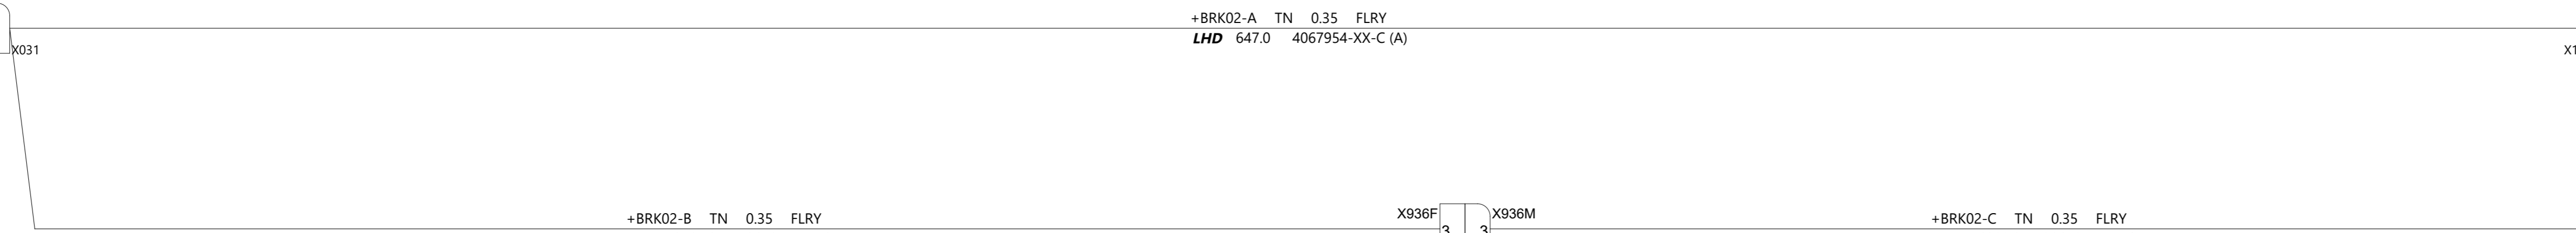 +BRK02-A TN 0.35 FLRY
LHD 647.0 4067954-XX-C (A)
X031
+BRK02-B TN 0.35 FLRY
X936F
X936M
+BRK02-C TN 0.35 FLRY
3 3